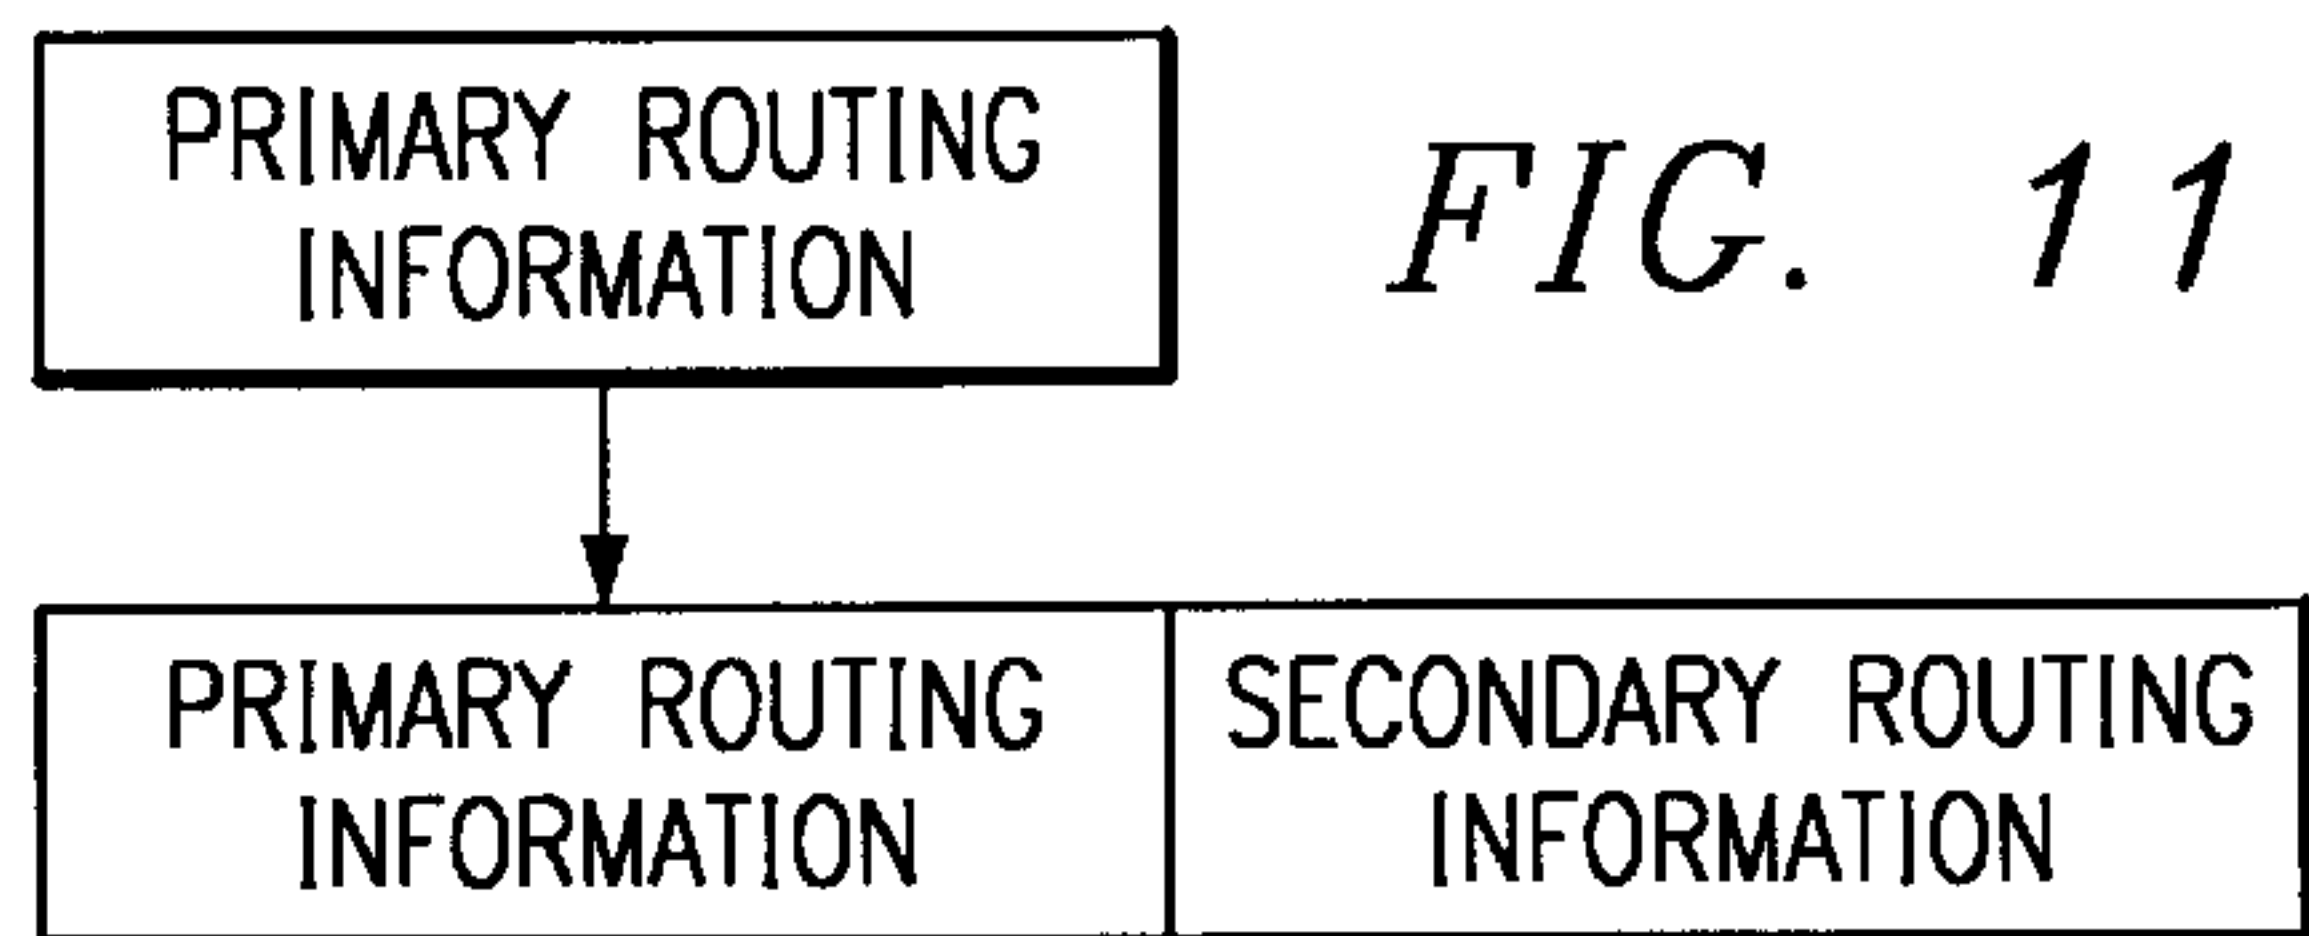 PRIMARY ROUTING
INFORMATION
FIG. 11
PRIMARY ROUTING
INFORMATION
SECONDARY ROUTING
INFORMATION